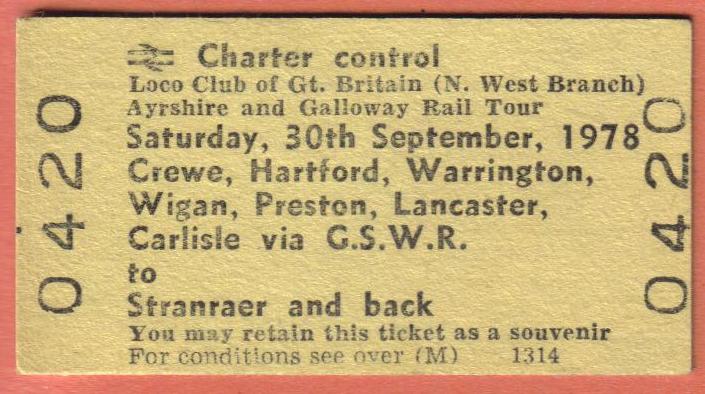 Charter control
Loco Club of Gt. Britain (N. West Branch)
Ayrshire and Galloway Rail Tour
Saturday, 30th September, 1978
Crewe, Hartford, Warrington,
Wigan, Preston, Lancaster,
Carlisle via G.S.W.R.
to
Stranraer and back
You may retain this ticket as a souvenir
For conditions see over (M) 1314
0420
0420